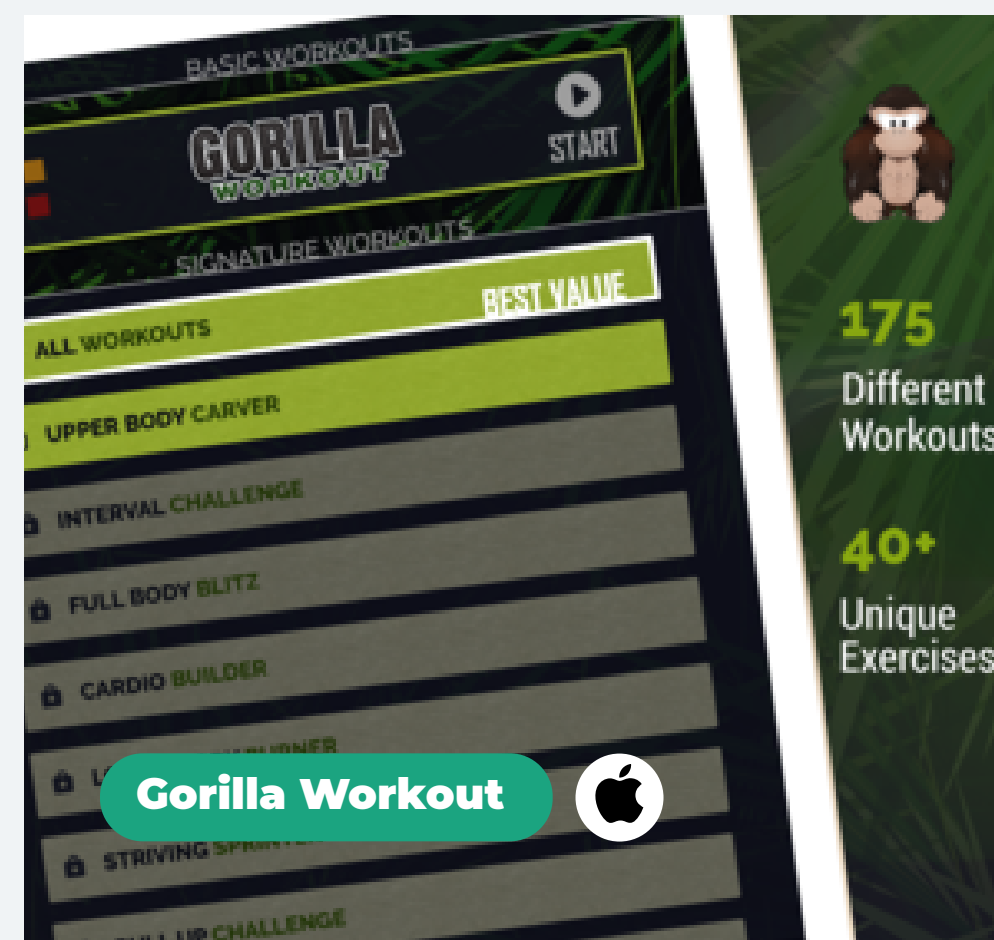 BASIC WORKOUTS
GORILLA
WORKOUT
START
SIGNATURE WORKOUTS
BEST VALUE
ALL WORKOUTS
UPPER BODY CARVER
INTERVAL CHALLENGE
FULL BODY BLITZ
CARDIO BUILDER
Gorilla Workout
STRIVING
CHALLENGE
175
Different
Workouts
40+
Unique
Exercises